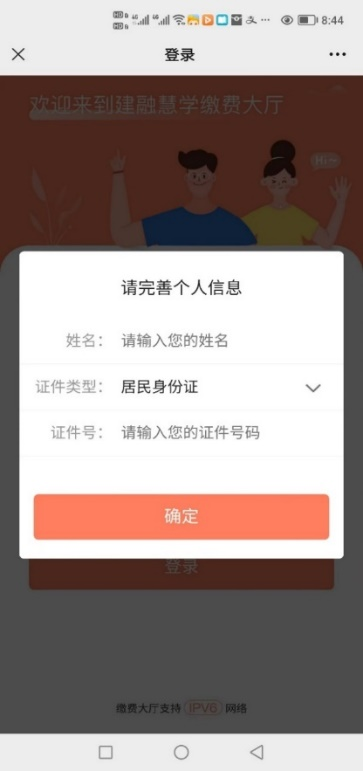 8:44
登录
欢迎来到建融慧学缴费大厅
Hi~
请完善个人信息
姓名： 请输入您的姓名
证件类型： 居民身份证
证件号： 请输入您的证件号码
确定
登录
缴费大厅支持 IPV6 网络